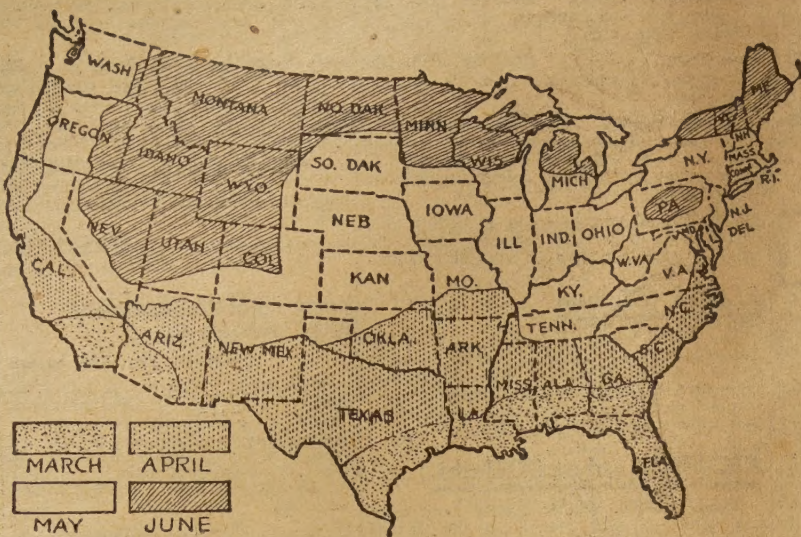 WASH
MONTANA
NO. DAK.
MINN
ME.
OREGON
IDAHO
SO. DAK
WIS
MICH
N.Y.
VT.
N.H.
MASS
CONN
R.I.
WYO
NEV.
UTAH
COL
NEB
IOWA
ILL
IND.
OHIO
PA
N.J.
MD.
DEL
CAL.
KAN
MO.
KY.
W.VA
V.A
ARIZ
NEW MEX
OKLA.
ARK
TENN.
N.C.
S.C
TEXAS
LA.
MISS
ALA
GA.
FLA
MARCH
APRIL
MAY
JUNE